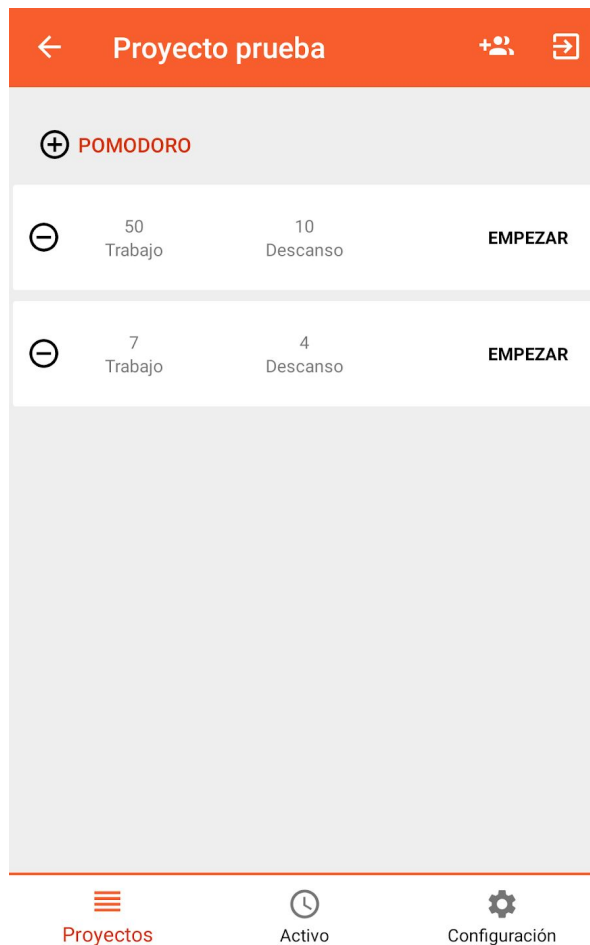 Proyecto prueba
POMODORO
50
Trabajo
10
Descanso
EMPEZAR
7
Trabajo
4
Descanso
EMPEZAR
Proyectos
Activo
Configuración